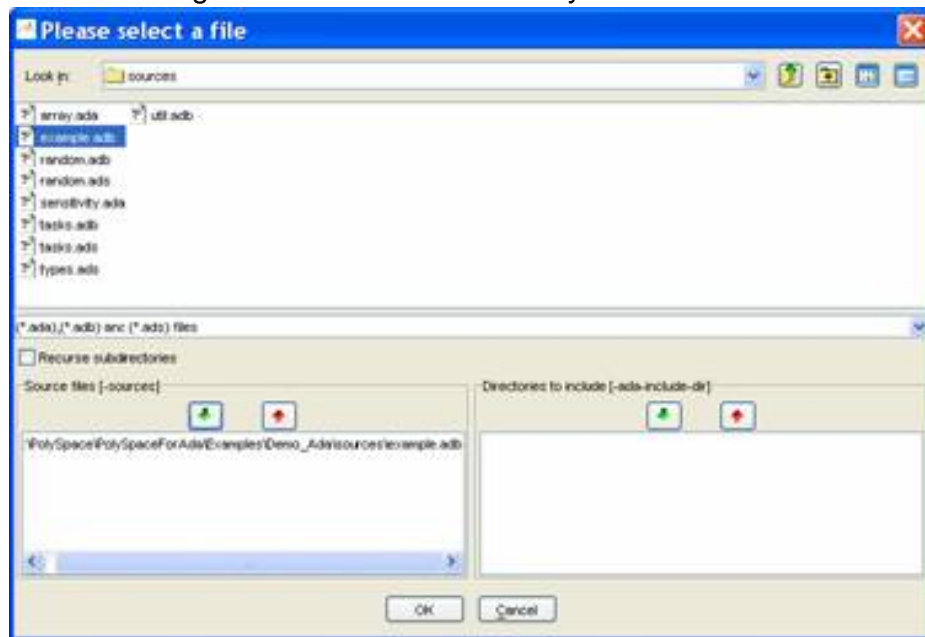 Please select a file
Look in: sources
array.ada util.adb
example.adb
random.adb
random.ads
sensitivity.ada
tasks.adb
tasks.ads
types.ads
(*.ada),(*.adb) anc (*.ads) files
Recurse subdirectories
Source files [-sources] Directories to include [-ada-include-dir]
\PolySpace\PolySpaceForAda\Examples\Demo_Ada\sources\example.adb
OK Cancel